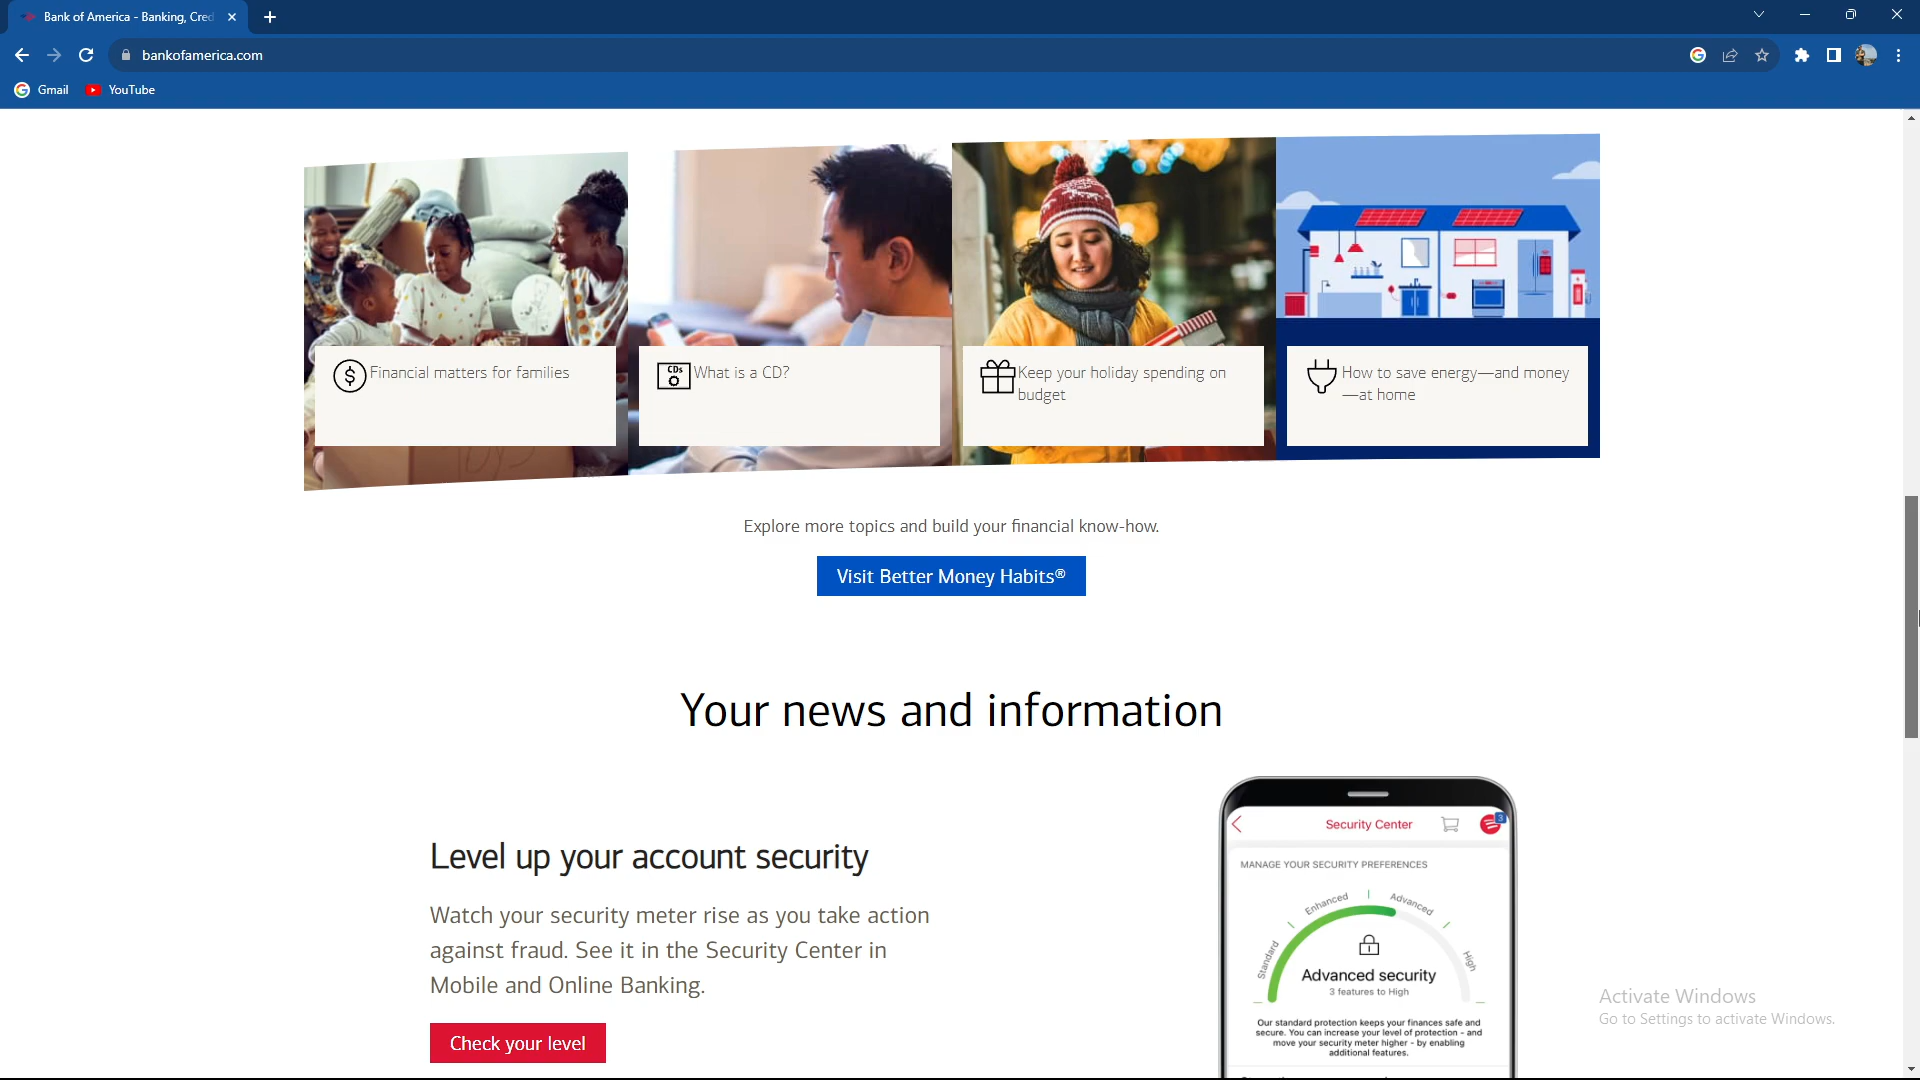 Bank of America - Banking, Cred
bankofamerica.com
Gmail
YouTube
Financial matters for families
CDs
What is a CD?
Keep your holiday spending on
budget
How to save energy—and money
—at home
Explore more topics and build your financial know-how.
Visit Better Money Habits®
Your news and information
Level up your account security
Watch your security meter rise as you take action
against fraud. See it in the Security Center in
Mobile and Online Banking.
Check your level
Security Center
3
MANAGE YOUR SECURITY PREFERENCES
Standard
Enhanced
Advanced
High
Advanced security
3 features to High
Our standard protection keeps your finances safe and
secure. You can increase your level of protection - and
move your security meter higher - by enabling
additional features.
Activate Windows
Go to Settings to activate Windows.